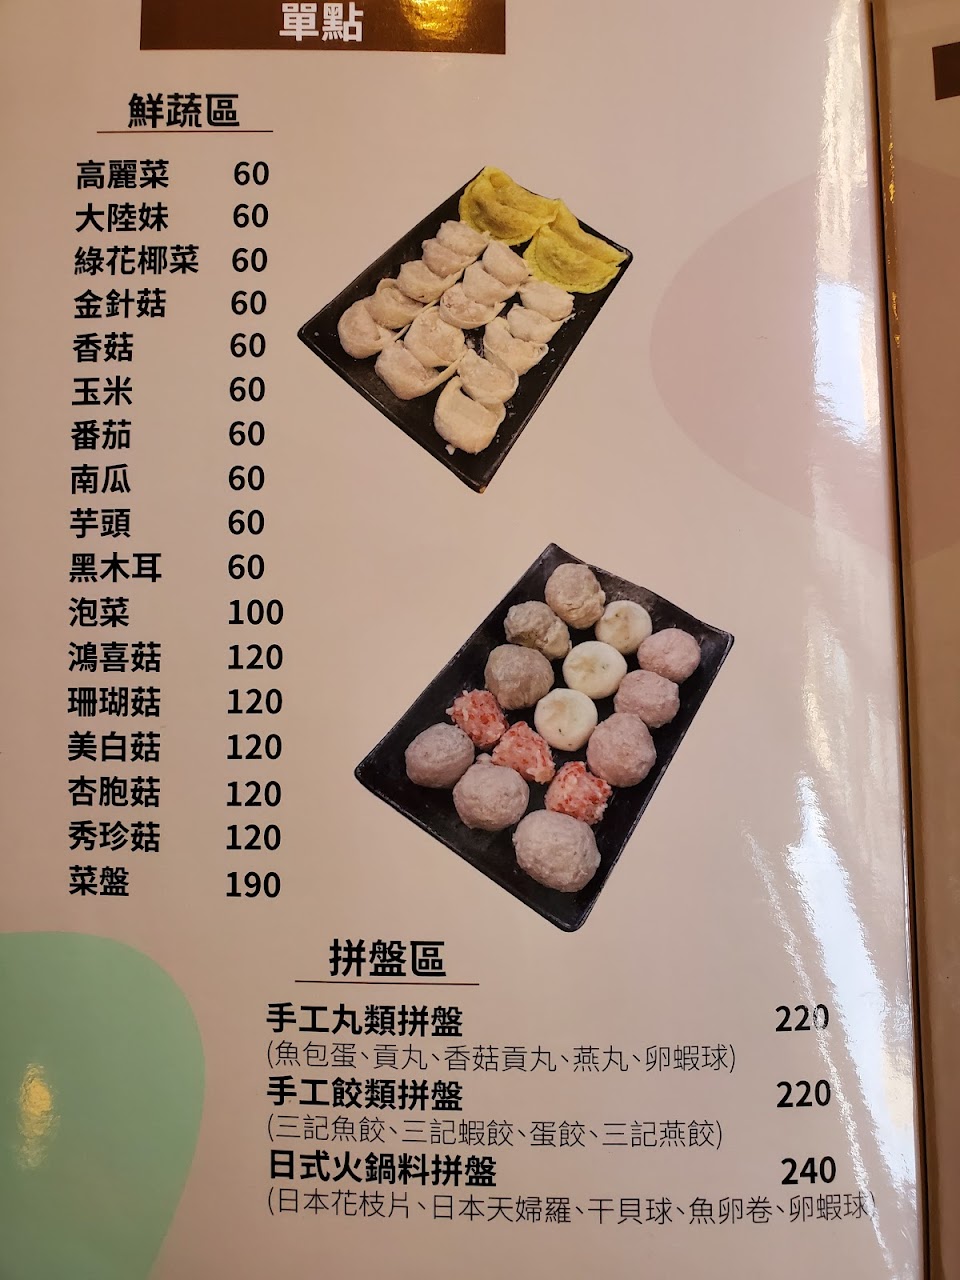 單點
鮮蔬區
高麗菜 60
大陸妹 60
綠花椰菜 60
金針菇 60
香菇 60
玉米 60
番茄 60
南瓜 60
芋頭 60
黑木耳 60
泡菜 100
鴻喜菇 120
珊瑚菇 120
美白菇 120
杏胞菇 120
秀珍菇 120
菜盤 190
拼盤區
手工丸類拼盤 220
(魚包蛋、貢丸、香菇貢丸、燕丸、卵蝦球)
手工餃類拼盤 220
(三記魚餃、三記蝦餃、蛋餃、三記燕餃)
日式火鍋料拼盤 240
(日本花枝片、日本天婦羅、干貝球、魚卵卷、卵蝦球)